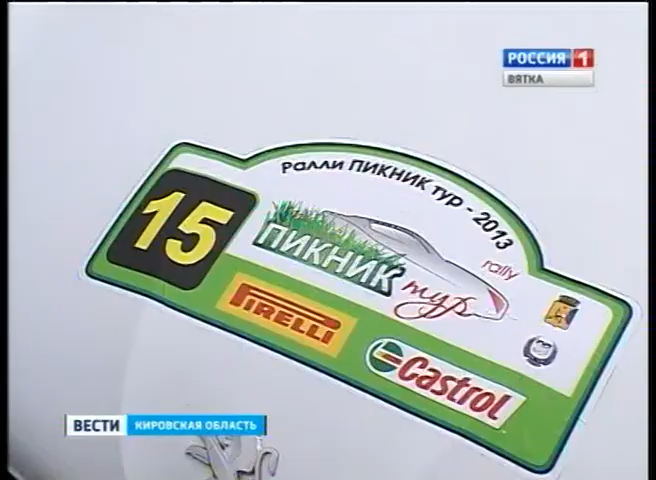 РОССИЯ 1
ВЯТКА
Ралли ПИКНИК ТУР - 2013
15
ПИКНИК тур
rally
PIRELLI
Castrol
ВЕСТИ КИРОВСКАЯ ОБЛАСТЬ